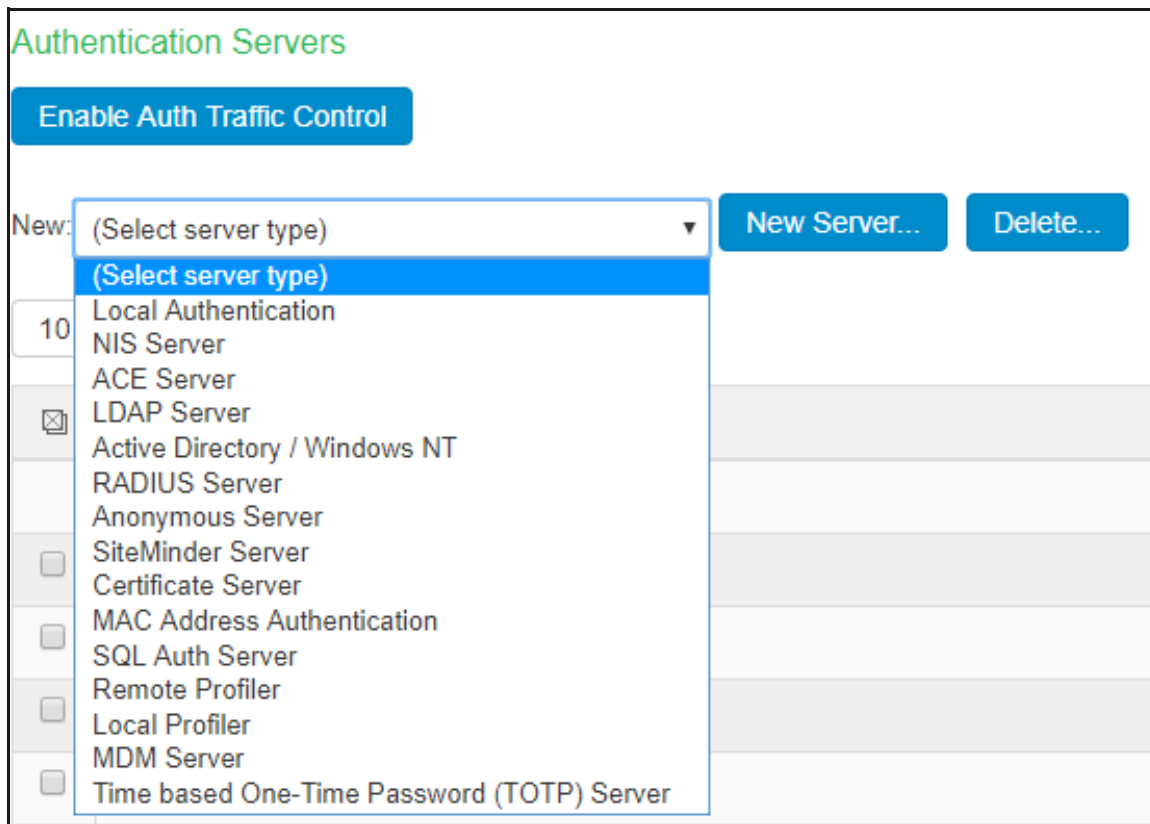 Authentication Servers
Enable Auth Traffic Control
New: (Select server type) New Server... Delete...
(Select server type)
Local Authentication
10
NIS Server
ACE Server
LDAP Server
Active Directory / Windows NT
RADIUS Server
Anonymous Server
SiteMinder Server
Certificate Server
MAC Address Authentication
SQL Auth Server
Remote Profiler
Local Profiler
MDM Server
Time based One-Time Password (TOTP) Server